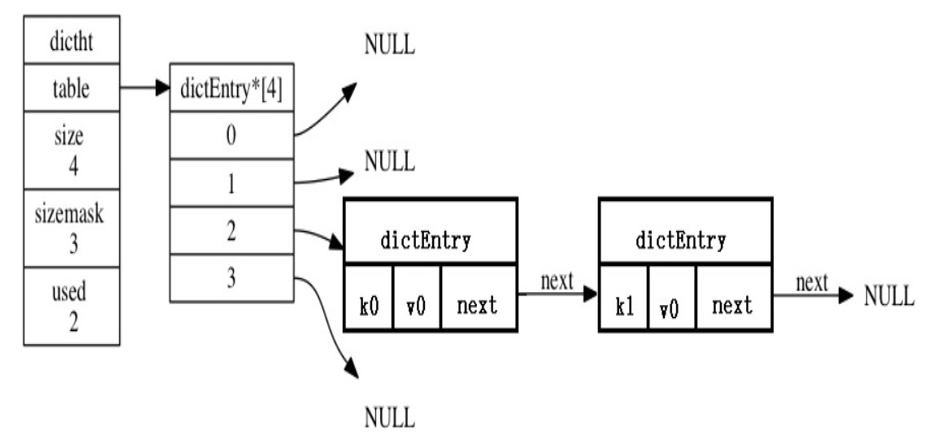 dictht
table
size
4
sizemask
3
used
2
dictEntry*[4]
0
1
2
3
NULL
NULL
dictEntry
k0 v0 next
next
dictEntry
k1 v0 next
next
NULL
NULL